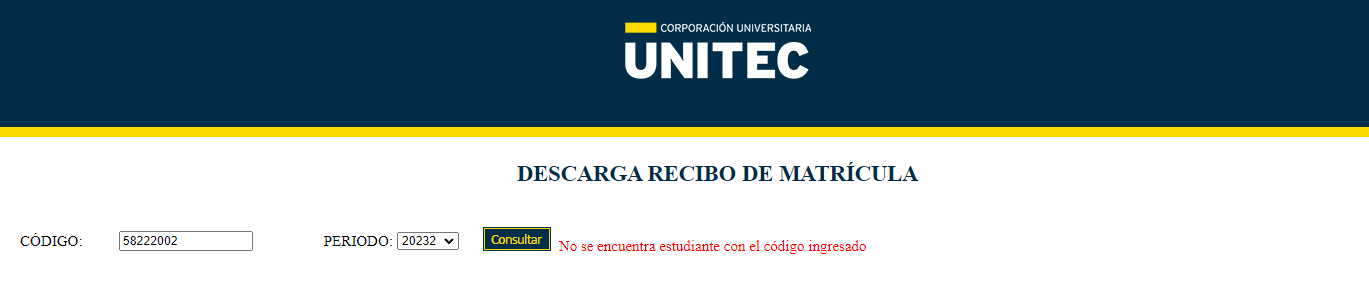 CORPORACIÓN UNIVERSITARIA
UNITEC
DESCARGA RECIBO DE MATRÍCULA
CÓDIGO: 58222002 PERIODO: 20232 Consultar No se encuentra estudiante con el código ingresado